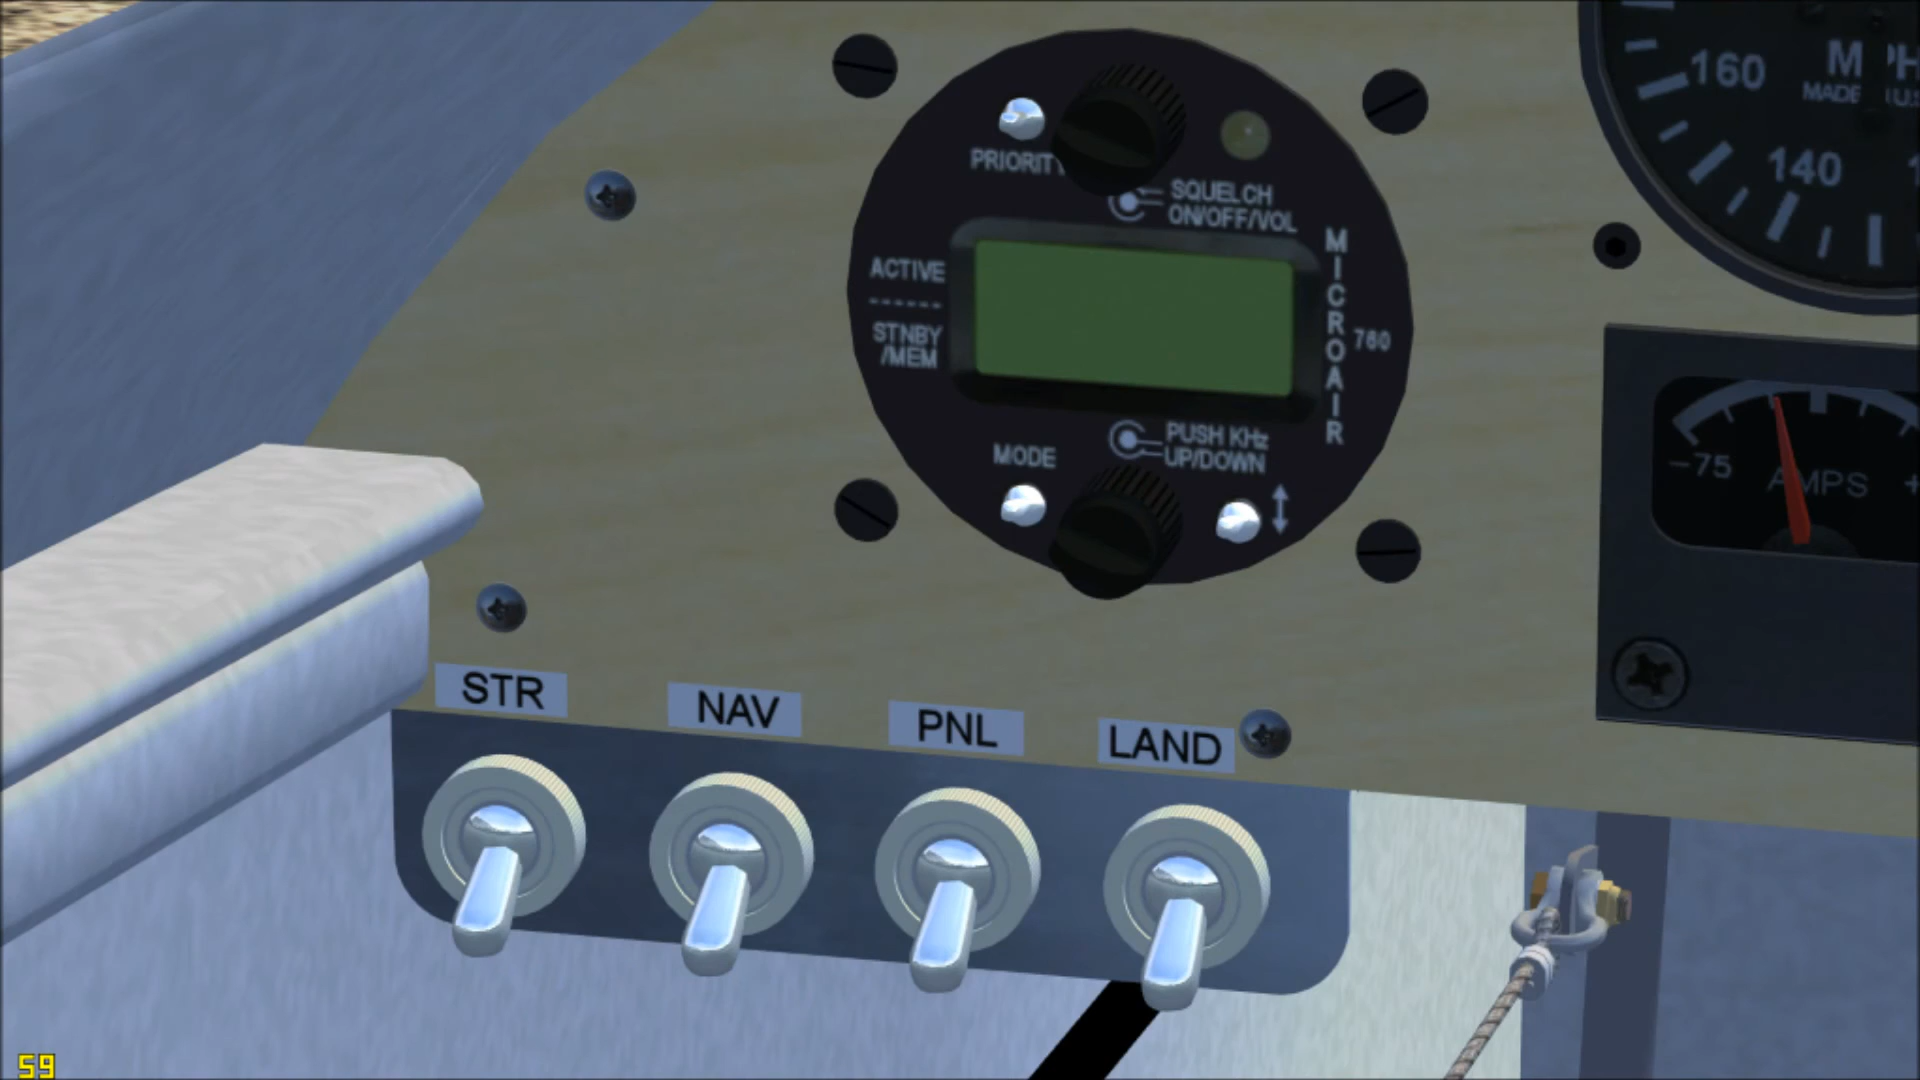 PRIORITY
SQUELCH
ON/OFF/VOL
ACTIVE
------
STNBY
/MEM
MICROAIR
760
PUSH KHz
UP/DOWN
MODE
160
MPH
MADE U.S
140
-75
AMPS
+
STR
NAV
PNL
LAND
59